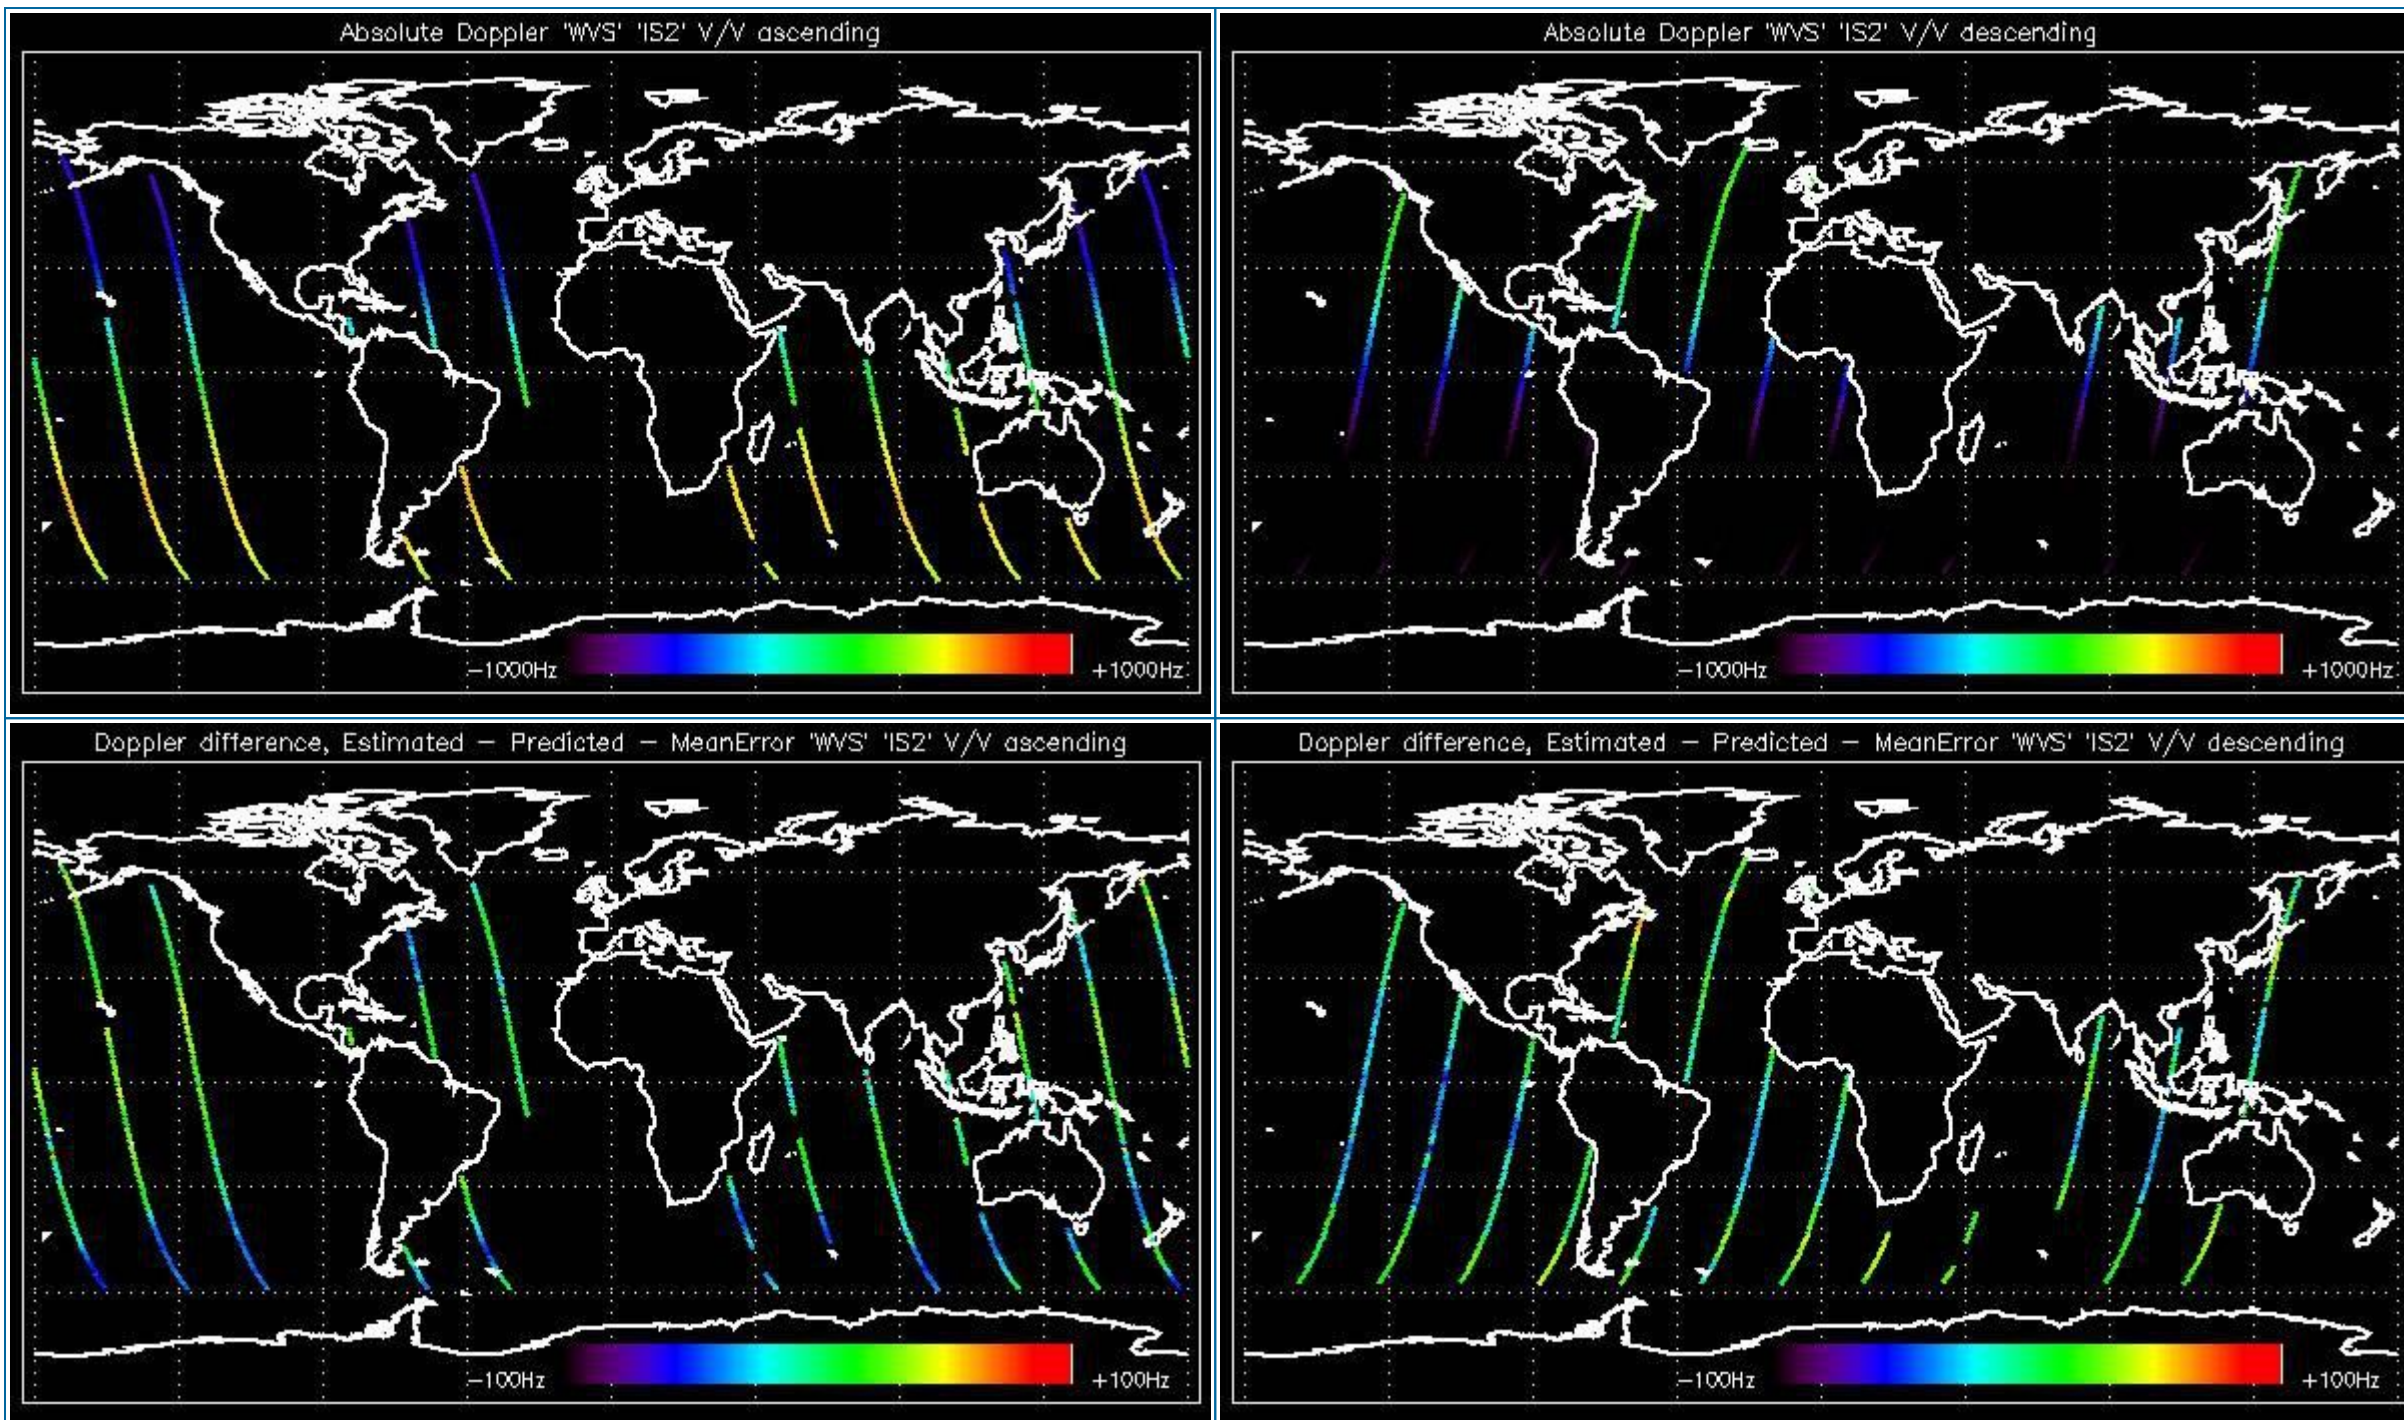 Absolute Doppler 'WVS' 'IS2' V/V ascending
-1000Hz
+1000Hz
Absolute Doppler 'WVS' 'IS2' V/V descending
-1000Hz
+1000Hz
Doppler difference, Estimated - Predicted - MeanError 'WVS' 'IS2' V/V ascending
-100Hz
+100Hz
Doppler difference, Estimated - Predicted - MeanError 'WVS' 'IS2' V/V descending
-100Hz
+100Hz